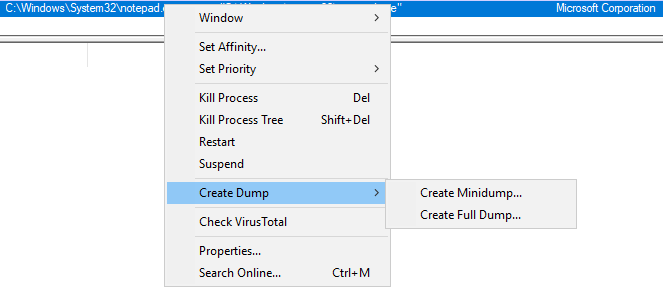 C:\Windows\System32\notepad. Microsoft Corporation
Window
Set Affinity...
Set Priority
Kill Process Del
Kill Process Tree Shift+Del
Restart
Suspend
Create Dump
Create Minidump...
Create Full Dump...
Check VirusTotal
Properties...
Search Online... Ctrl+M